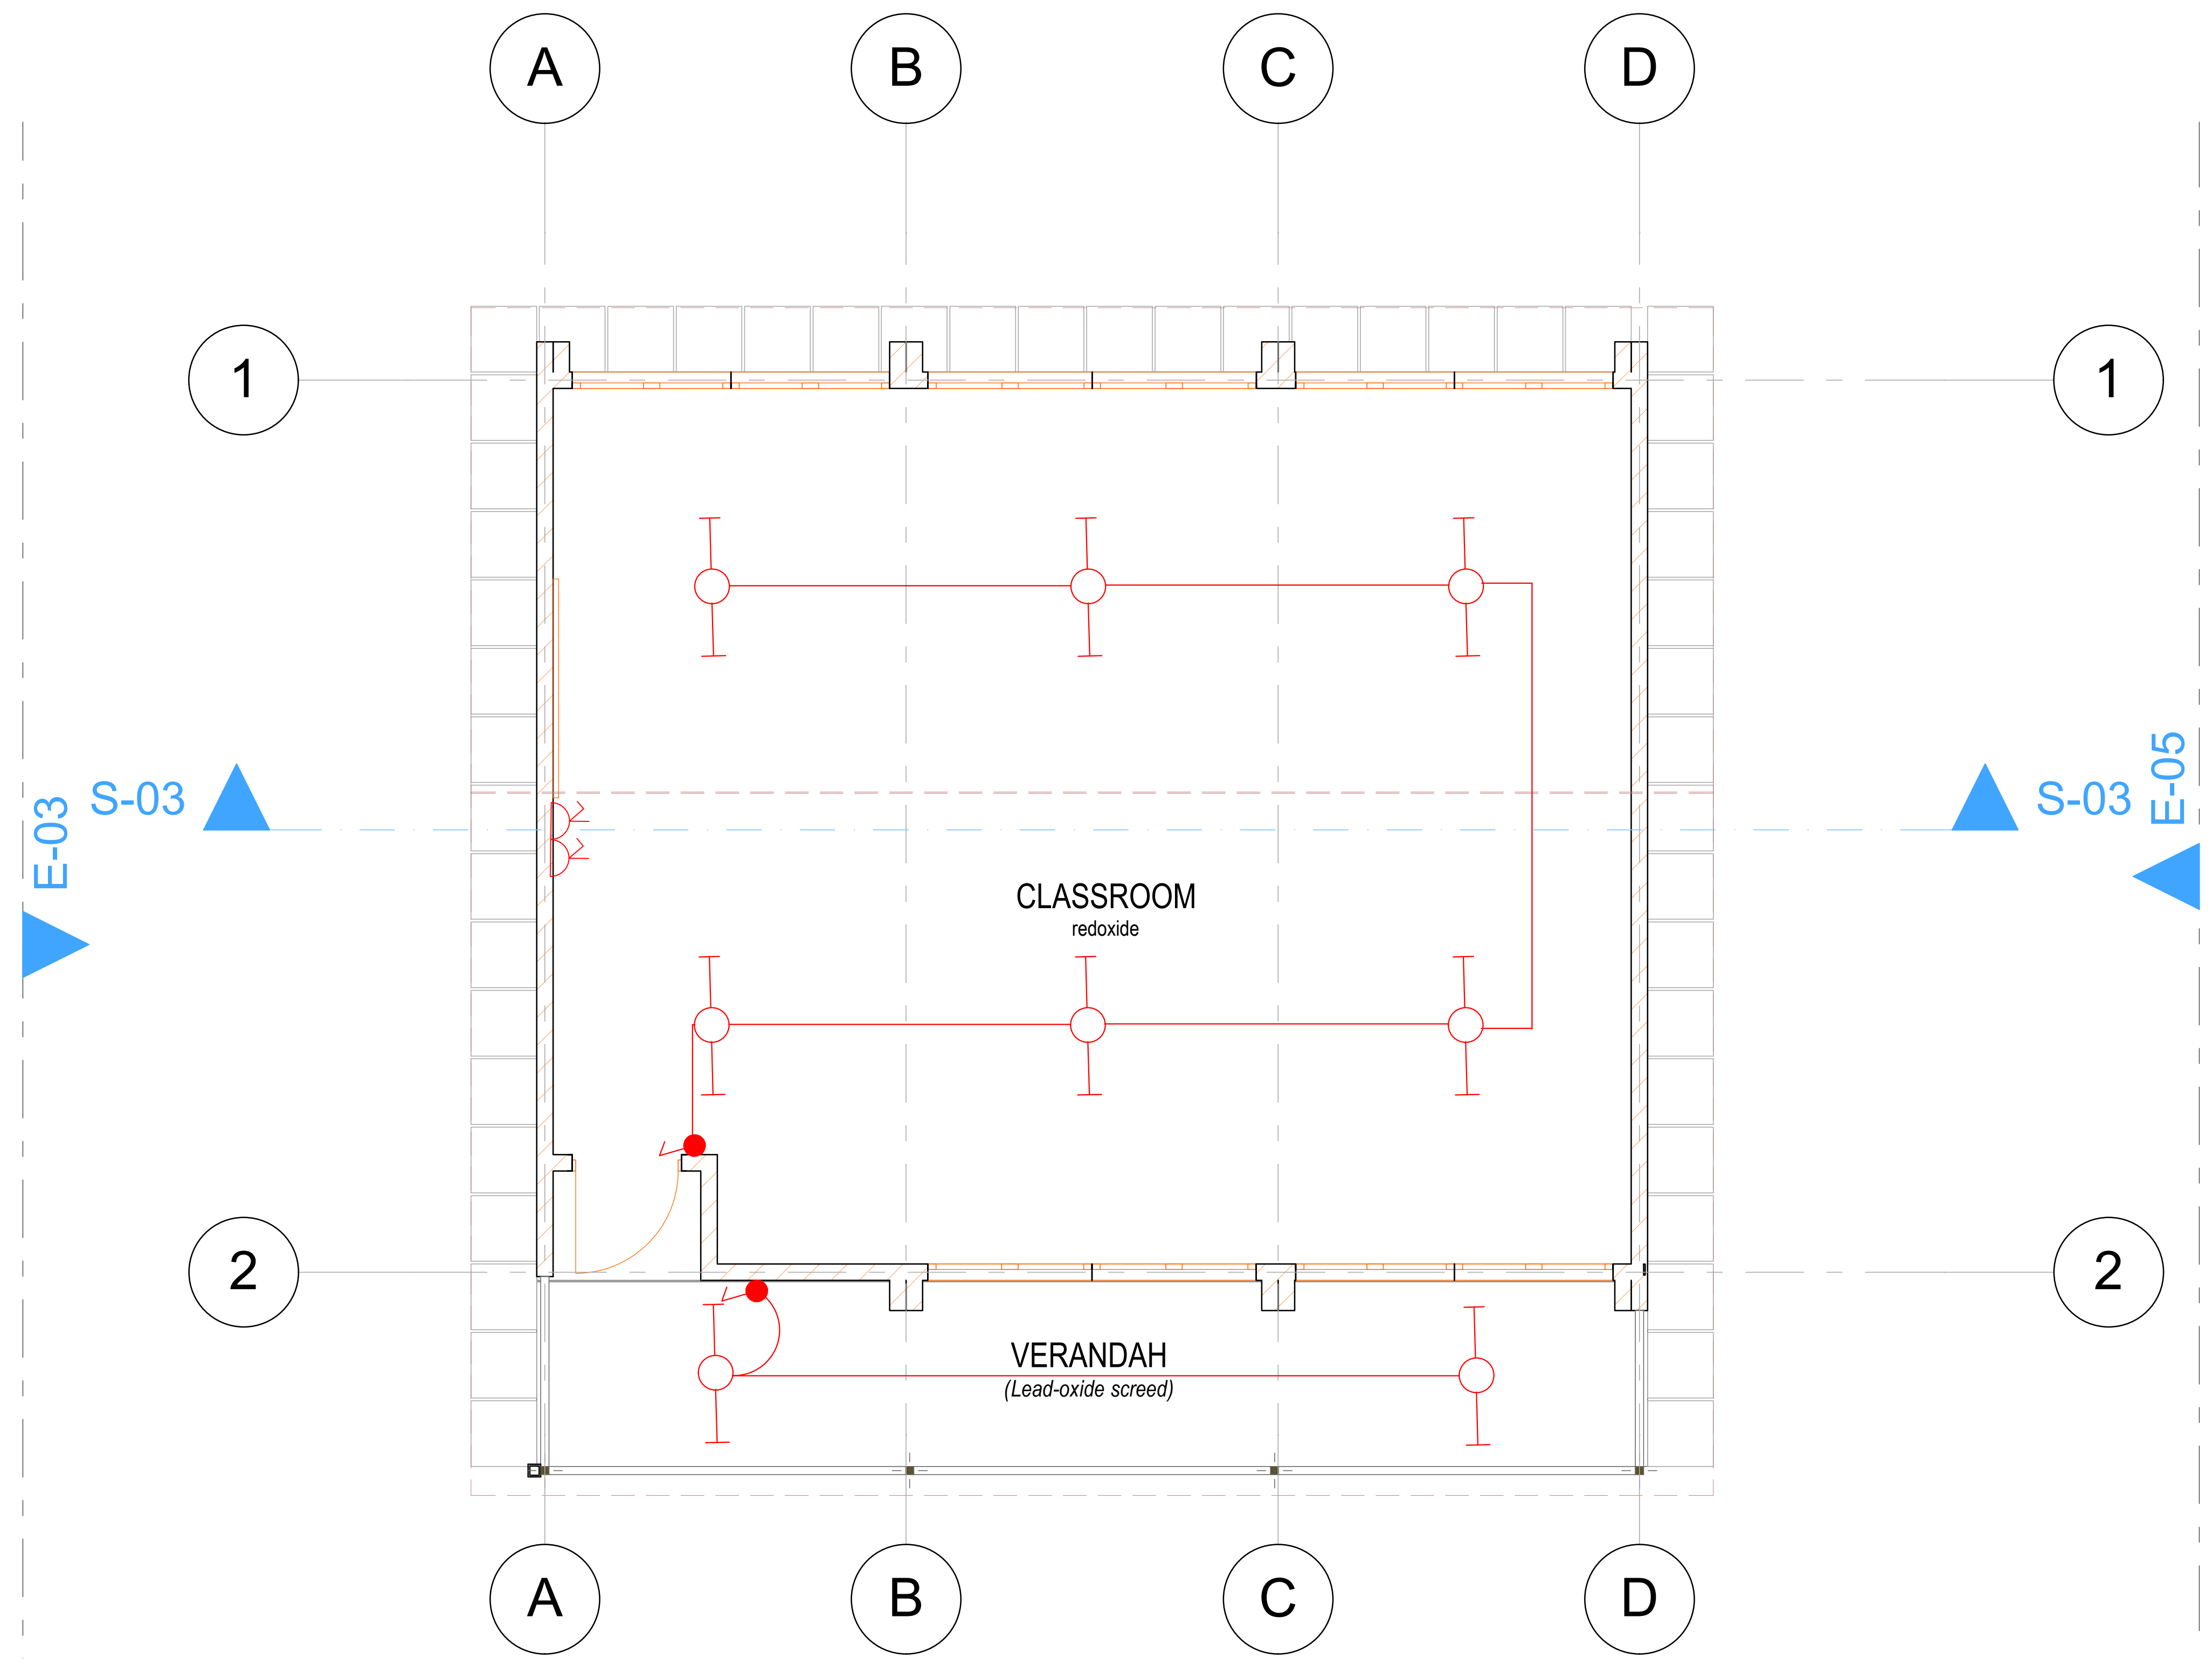 A B C D
1 1
E-05
S-03 S-03
E-03
CLASSROOM
redoxide
2 2
VERANDAH
(Lead-oxide screed)
A B C D